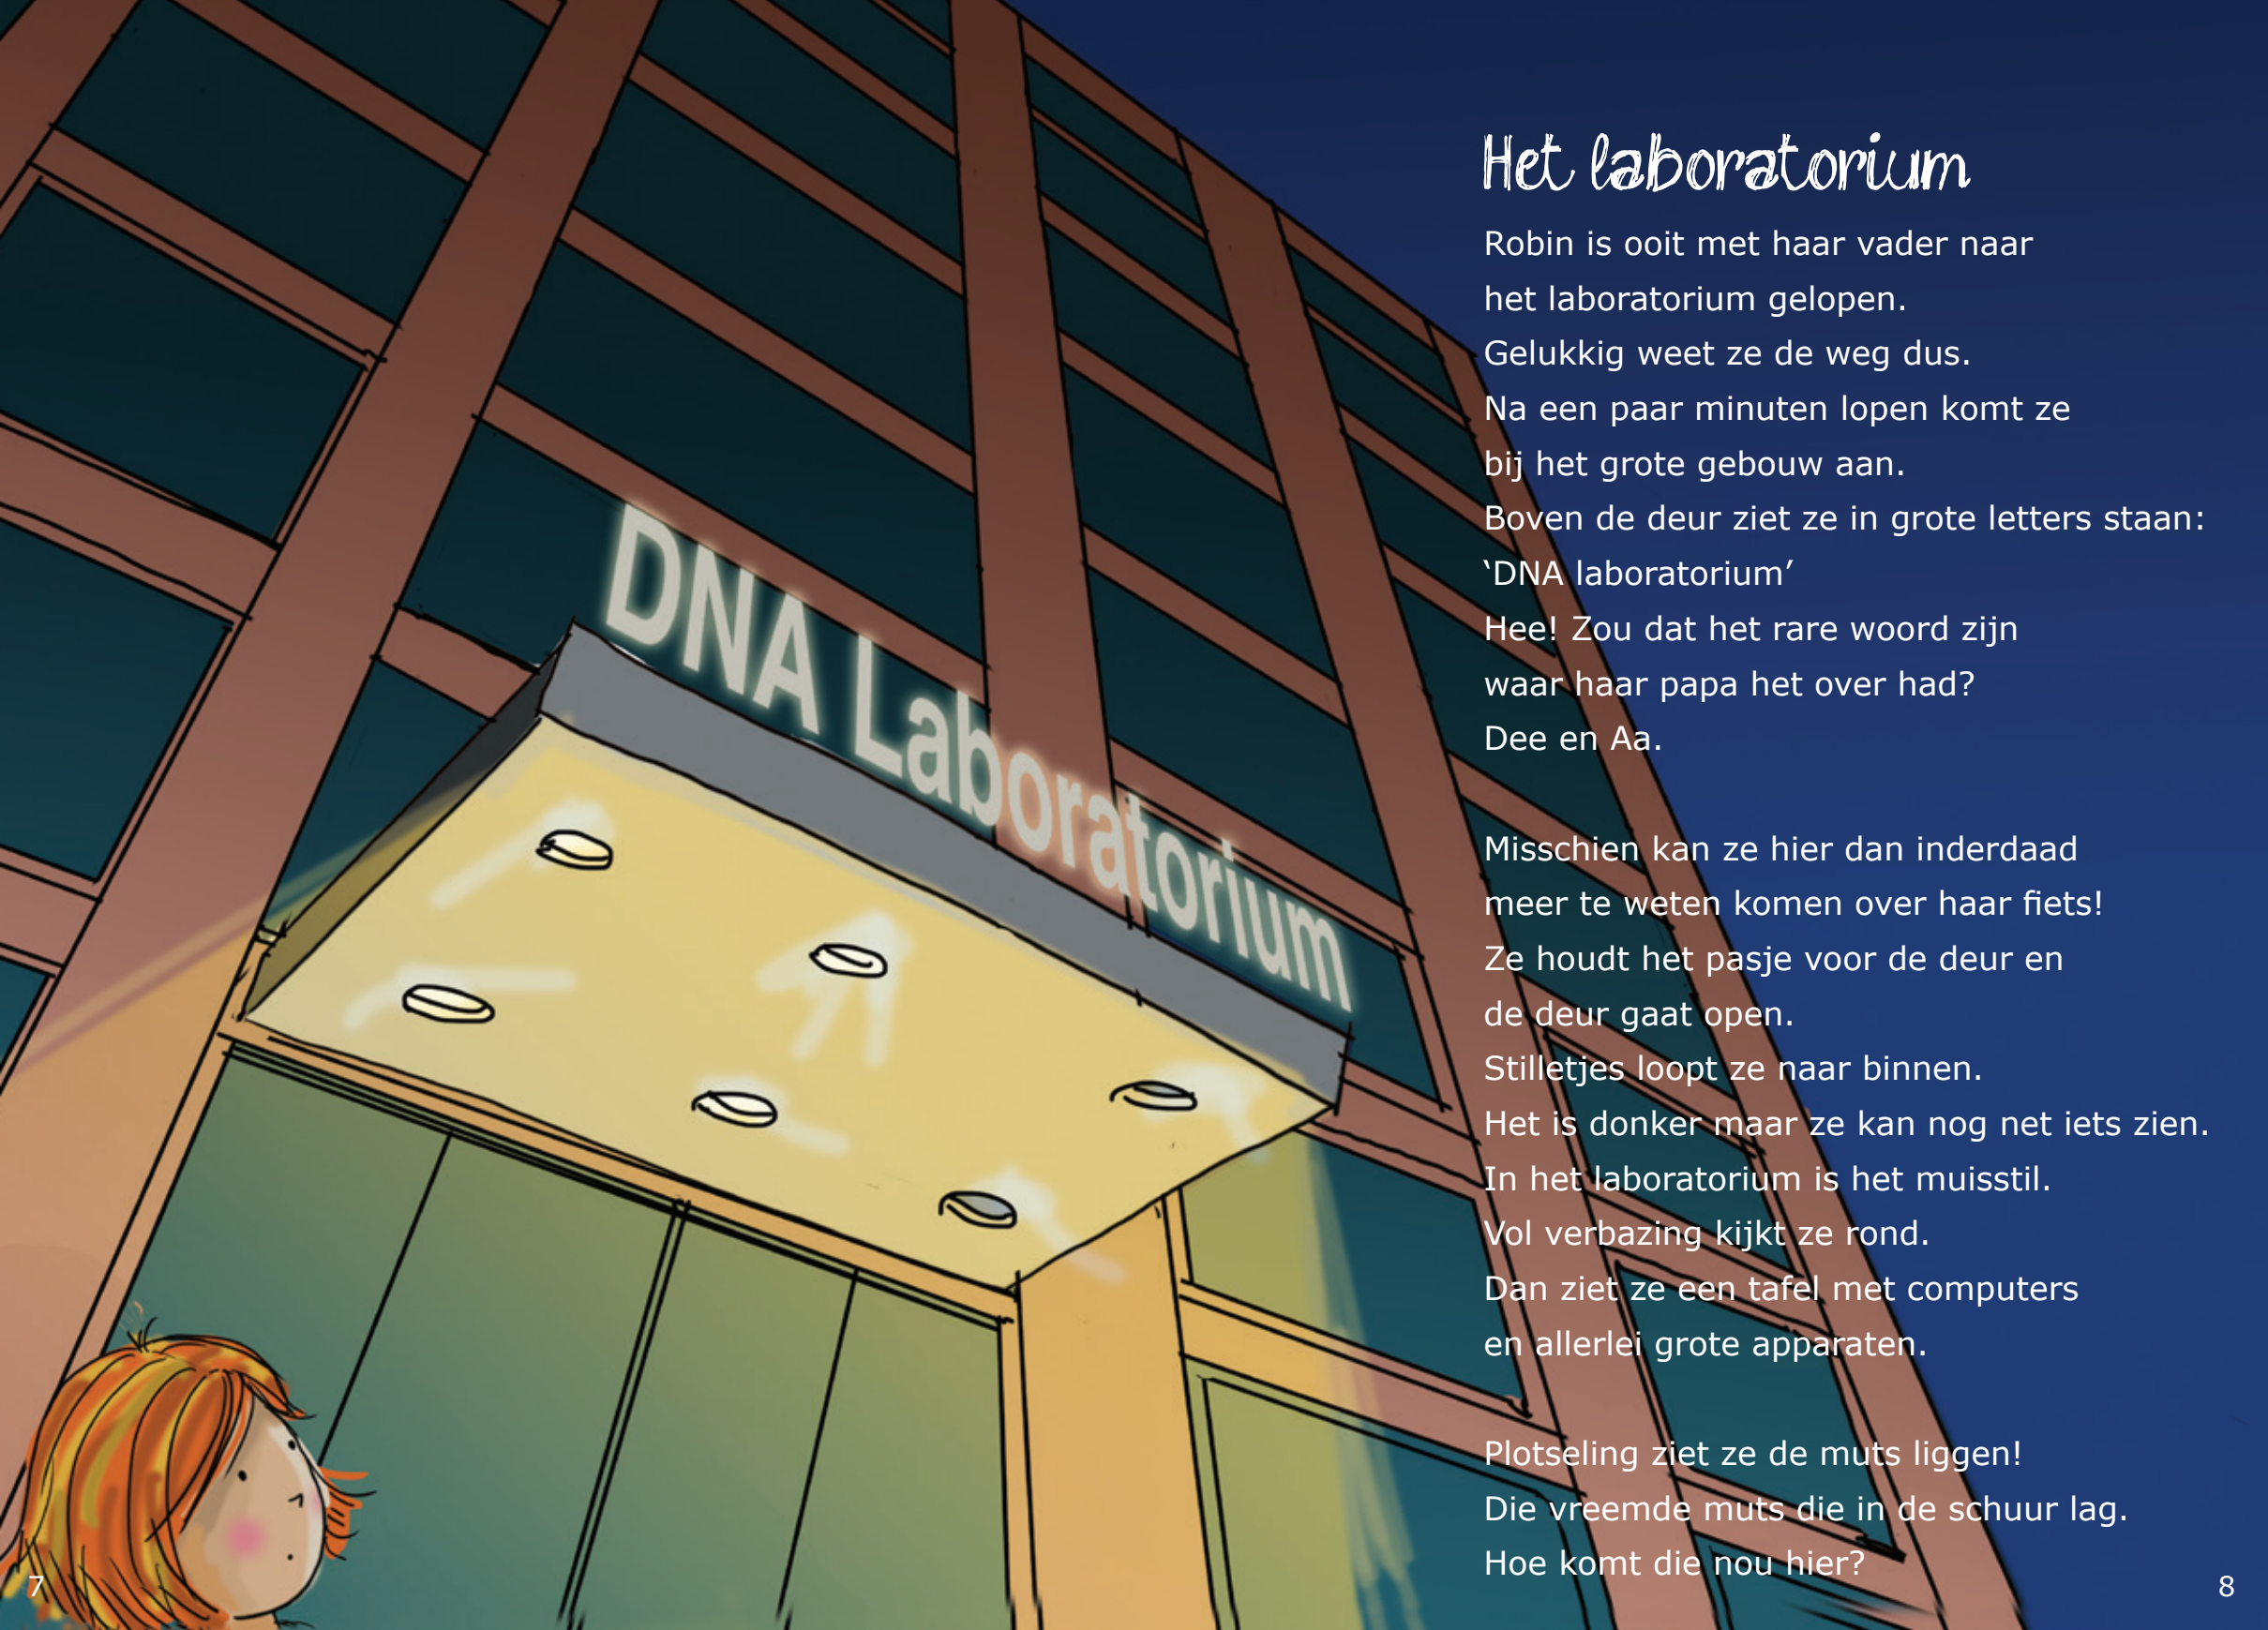 DNA Laboratorium
Het laboratorium
Robin is ooit met haar vader naar
het laboratorium gelopen.
Gelukkig weet ze de weg dus.
Na een paar minuten lopen komt ze
bij het grote gebouw aan.
Boven de deur ziet ze in grote letters staan:
‘DNA laboratorium’
Hee! Zou dat het rare woord zijn
waar haar papa het over had?
Dee en Aa.
Misschien kan ze hier dan inderdaad
meer te weten komen over haar fiets!
Ze houdt het pasje voor de deur en
de deur gaat open.
Stilletjes loopt ze naar binnen.
Het is donker maar ze kan nog net iets zien.
In het laboratorium is het muisstil.
Vol verbazing kijkt ze rond.
Dan ziet ze een tafel met computers
en allerlei grote apparaten.
Plotseling ziet ze de muts liggen!
Die vreemde muts die in de schuur lag.
Hoe komt die nou hier?
7
8